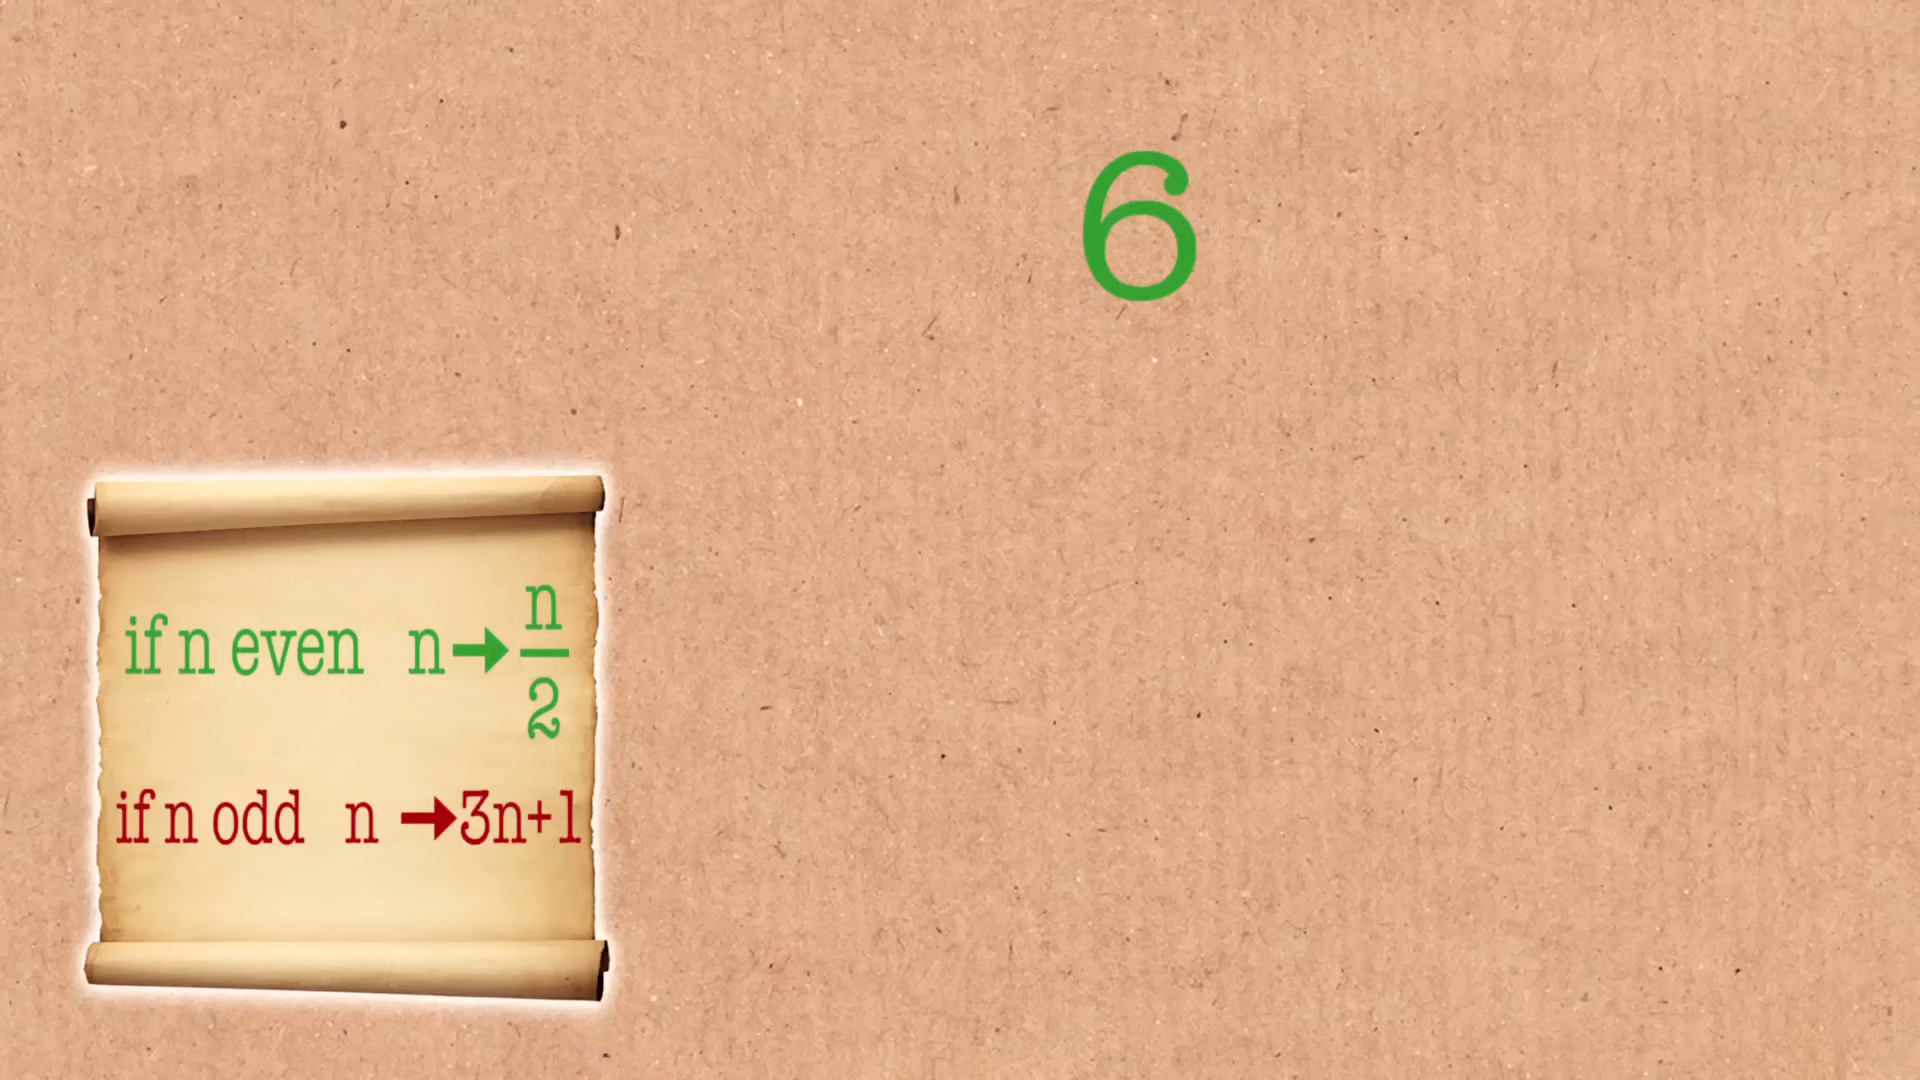 6
if n even n→n/2
if n odd n →3n+1